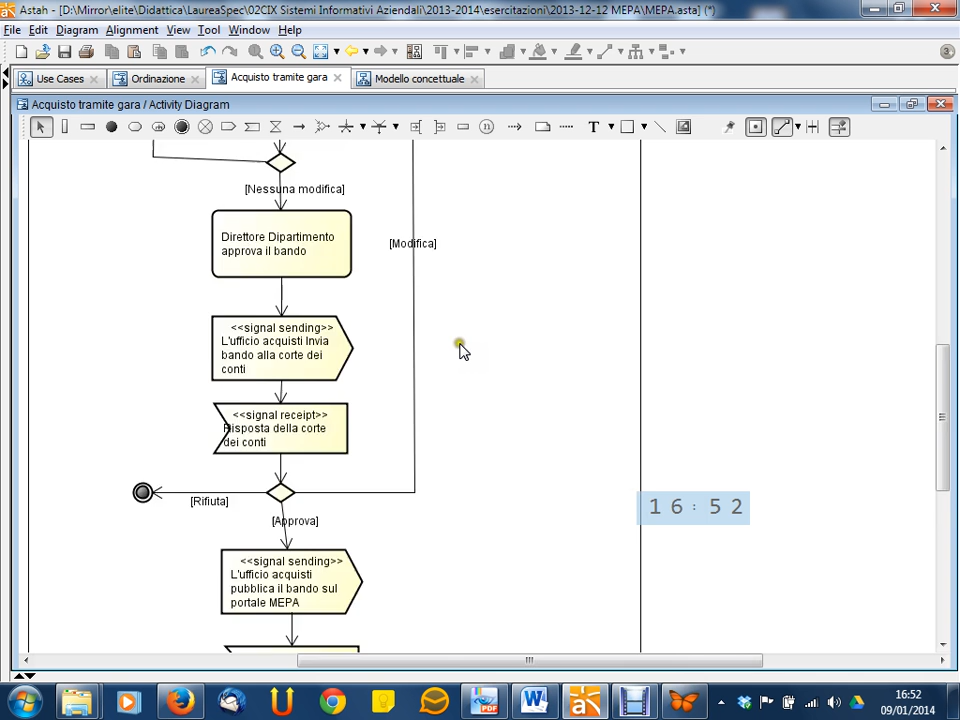 Astah - [D:\Mirror\elite\Didattica\LaureaSpec\02CIX Sistemi Informativi Aziendali\2013-2014\esercitazioni\2013-12-12 MEPA\MEPA.asta] (*)
File Edit Diagram Alignment View Tool Window Help
Use Cases Ordinazione Acquisto tramite gara Modello concettuale
Acquisto tramite gara / Activity Diagram
[Nessuna modifica]
Direttore Dipartimento
approva il bando
[Modifica]
<<signal sending>>
L'ufficio acquisti Invia
bando alla corte dei
conti
<<signal receipt>>
Risposta della corte
dei conti
[Rifiuta]
[Approva]
16:52
<<signal sending>>
L'ufficio acquisti
pubblica il bando sul
portale MEPA
16:52
09/01/2014